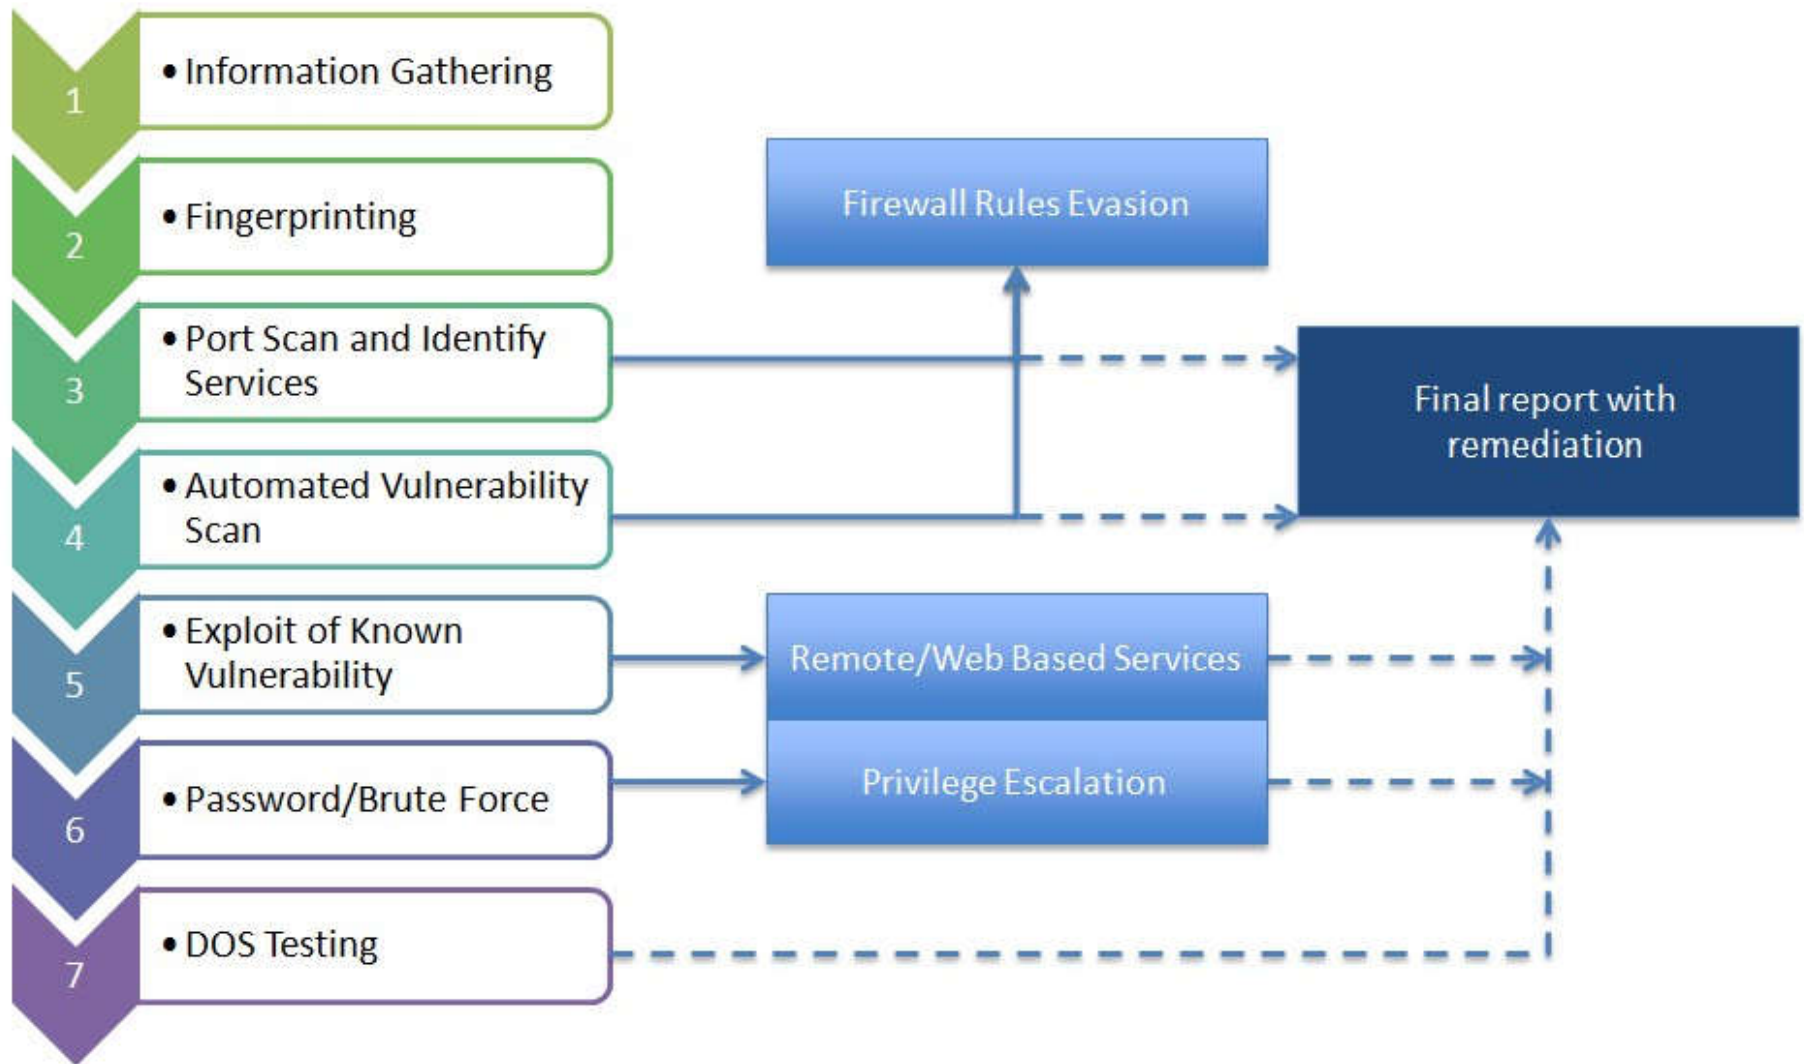 1
• Information Gathering
2
• Fingerprinting
3
• Port Scan and Identify
Services
4
• Automated Vulnerability
Scan
5
• Exploit of Known
Vulnerability
6
• Password/Brute Force
7
• DOS Testing
Firewall Rules Evasion
Remote/Web Based Services
Privilege Escalation
Final report with
remediation